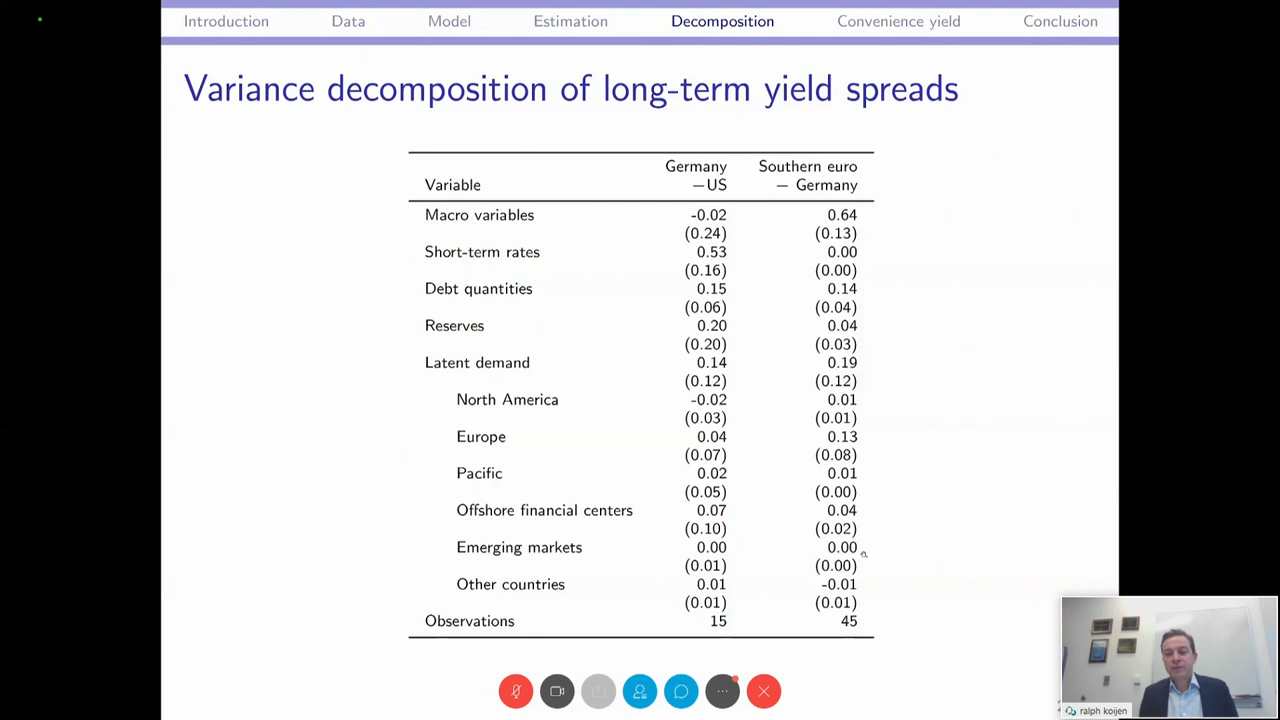 Introduction Data Model Estimation Decomposition Convenience yield Conclusion
Variance decomposition of long-term yield spreads
Germany Southern euro
Variable −US − Germany
Macro variables -0.02 0.64
(0.24) (0.13)
Short-term rates 0.53 0.00
(0.16) (0.00)
Debt quantities 0.15 0.14
(0.06) (0.04)
Reserves 0.20 0.04
(0.20) (0.03)
Latent demand 0.14 0.19
(0.12) (0.12)
North America -0.02 0.01
(0.03) (0.01)
Europe 0.04 0.13
(0.07) (0.08)
Pacific 0.02 0.01
(0.05) (0.00)
Offshore financial centers 0.07 0.04
(0.10) (0.02)
Emerging markets 0.00 0.00
(0.01) (0.00)
Other countries 0.01 -0.01
(0.01) (0.01)
Observations 15 45
ralph koijen